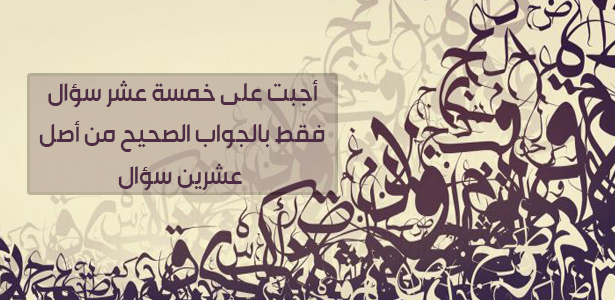 أجبت على خمسة عشر سؤال
فقط بالجواب الصحيح من أصل
عشرين سؤال